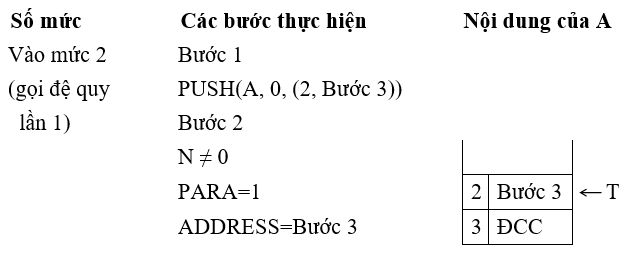 Số mức Các bước thực hiện Nội dung của A
Vào mức 2 Bước 1
(gọi đệ quy PUSH(A, 0, (2, Bước 3))
lần 1) Bước 2
N ≠ 0
PARA=1 2 Bước 3 ← T
ADDRESS=Bước 3 3 ĐCC